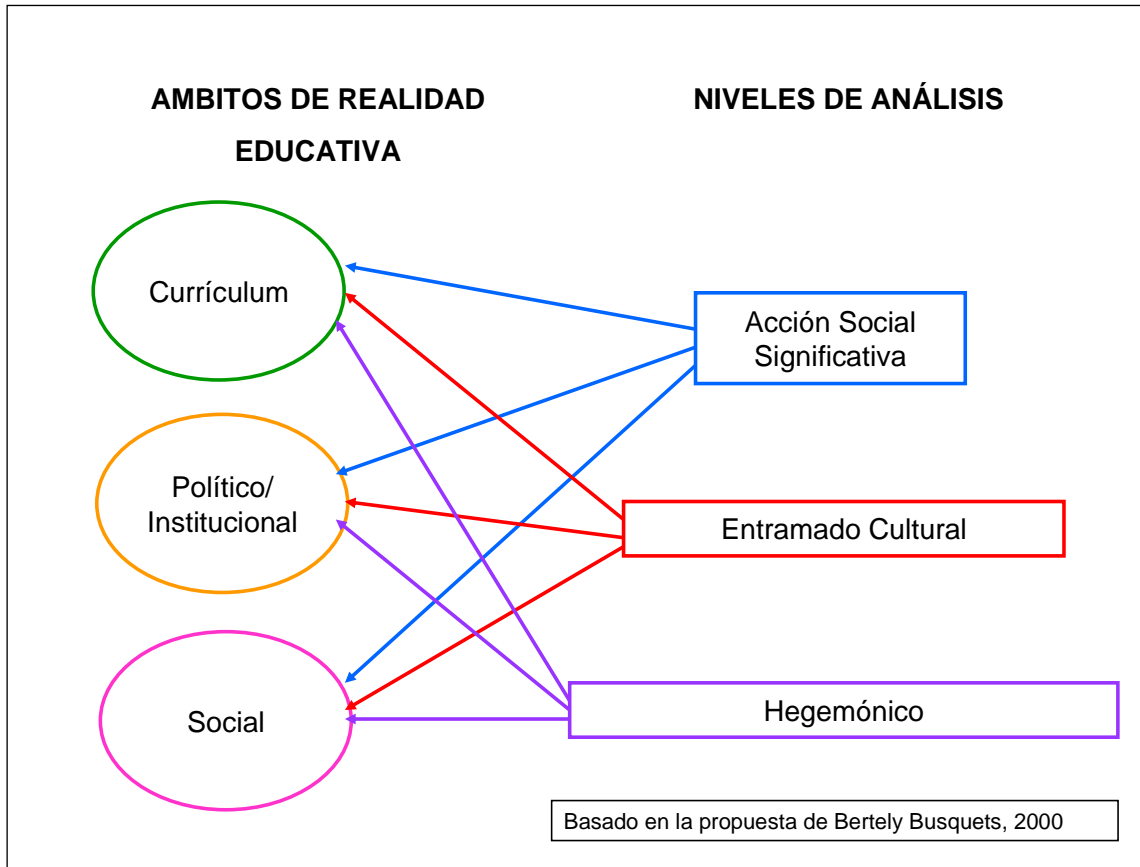 AMBITOS DE REALIDAD
EDUCATIVA
NIVELES DE ANÁLISIS
Currículum
Acción Social
Significativa
Político/
Institucional
Entramado Cultural
Social
Hegemónico
Basado en la propuesta de Bertely Busquets, 2000